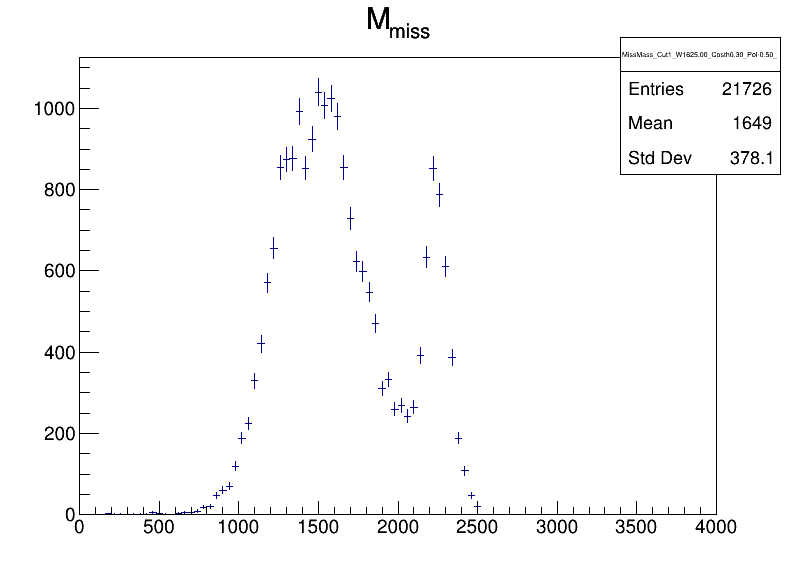 M_miss
MissMass_Cut1_W1625.00_Costh0.30_Pol-0.50_
Entries 21726
Mean 1649
Std Dev 378.1
1000
800
600
400
200
0
0 500 1000 1500 2000 2500 3000 3500 4000